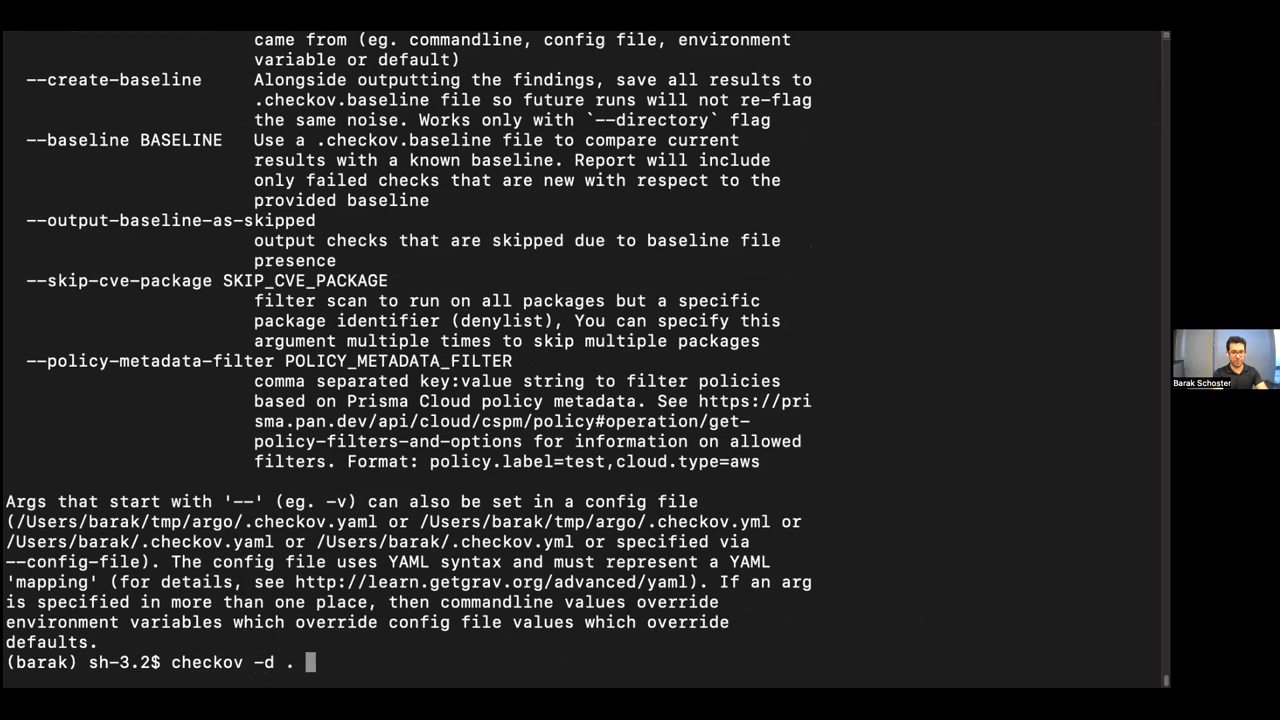 came from (eg. commandline, config file, environment
variable or default)
--create-baseline Alongside outputting the findings, save all results to
.checkov.baseline file so future runs will not re-flag
the same noise. Works only with `--directory` flag
--baseline BASELINE Use a .checkov.baseline file to compare current
results with a known baseline. Report will include
only failed checks that are new with respect to the
provided baseline
--output-baseline-as-skipped
output checks that are skipped due to baseline file
presence
--skip-cve-package SKIP_CVE_PACKAGE
filter scan to run on all packages but a specific
package identifier (denylist), You can specify this
argument multiple times to skip multiple packages
--policy-metadata-filter POLICY_METADATA_FILTER
comma separated key:value string to filter policies
based on Prisma Cloud policy metadata. See https://pri
sma.pan.dev/api/cloud/cspm/policy#operation/get-
policy-filters-and-options for information on allowed
filters. Format: policy.label=test,cloud.type=aws
Args that start with '--' (eg. -v) can also be set in a config file
(/Users/barak/tmp/argo/.checkov.yaml or /Users/barak/tmp/argo/.checkov.yml or
/Users/barak/.checkov.yaml or /Users/barak/.checkov.yml or specified via
--config-file). The config file uses YAML syntax and must represent a YAML
'mapping' (for details, see http://learn.getgrav.org/advanced/yaml). If an arg
is specified in more than one place, then commandline values override
environment variables which override config file values which override
defaults.
(barak) sh-3.2$ checkov -d .
Barak Schoster